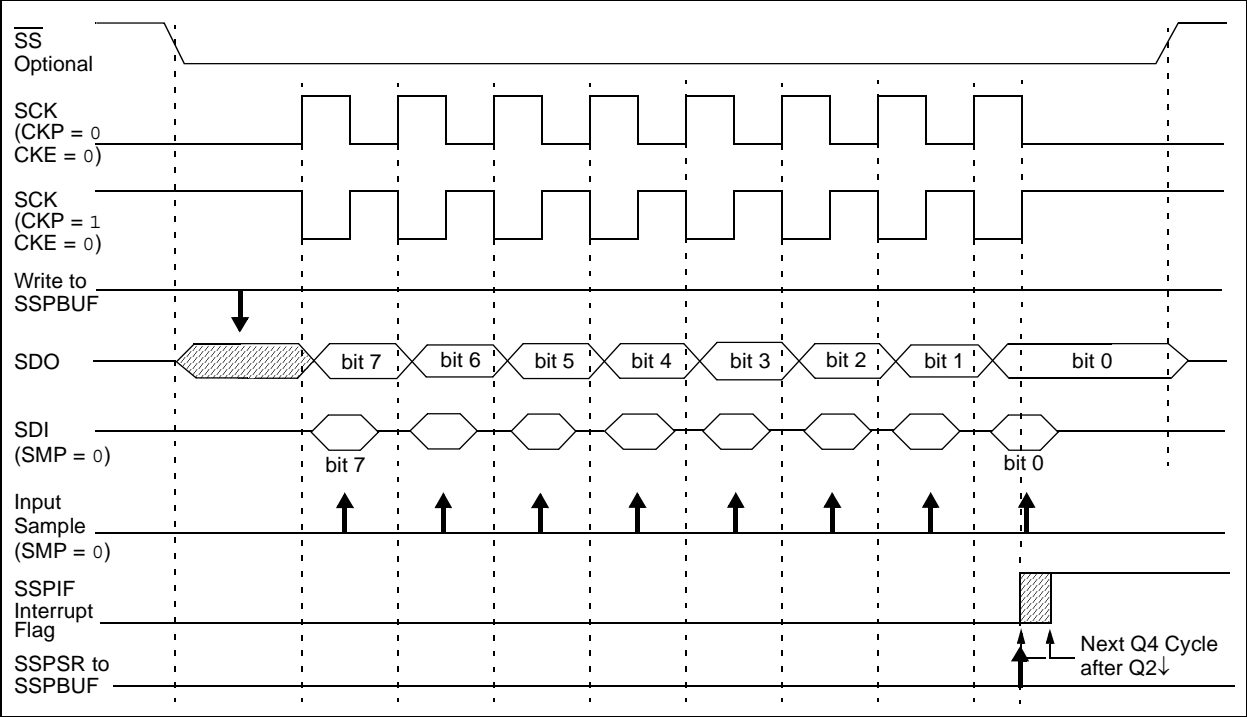 SS
Optional
SCK
(CKP = 0
CKE = 0)
SCK
(CKP = 1
CKE = 0)
Write to
SSPBUF
SDO
bit 7 bit 6 bit 5 bit 4 bit 3 bit 2 bit 1 bit 0
SDI
(SMP = 0)
bit 7 bit 0
Input
Sample
(SMP = 0)
SSPIF
Interrupt
Flag
Next Q4 Cycle
after Q2↓
SSPSR to
SSPBUF